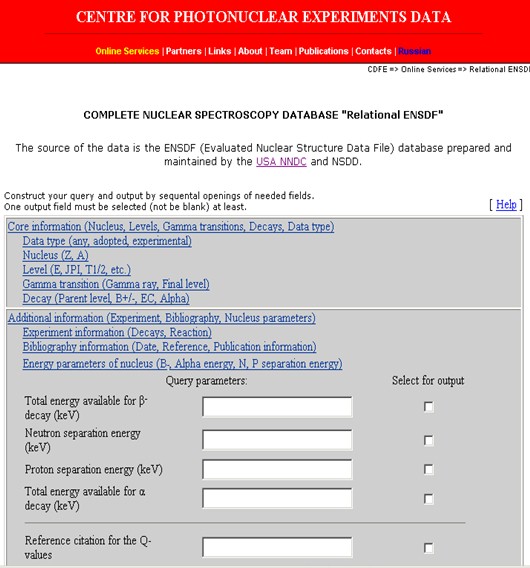 CENTRE FOR PHOTONUCLEAR EXPERIMENTS DATA
Online Services | Partners | Links | About | Team | Publications | Contacts | Russian
CDFE => Online Services => Relational ENSD
COMPLETE NUCLEAR SPECTROSCOPY DATABASE "Relational ENSDF"
The source of the data is the ENSDF (Evaluated Nuclear Structure Data File) database prepared and
maintained by the USA NNDC and NSDD.
Construct your query and output by sequental openings of needed fields.
One output field must be selected (not be blank) at least.
[ Help ]
Core information (Nucleus, Levels, Gamma transitions, Decays, Data type)
Data type (any, adopted, experimental)
Nucleus (Z, A)
Level (E, JPI, T1/2, etc.)
Gamma transition (Gamma ray, Final level)
Decay (Parent level, B+/-, EC, Alpha)
Additional information (Experiment, Bibliography, Nucleus parameters)
Experiment information (Decays, Reaction)
Bibliography information (Date, Reference, Publication information)
Energy parameters of nucleus (B-, Alpha energy, N, P separation energy)
Query parameters: Select for output
Total energy available for β-
decay (keV)
Neutron separation energy
(keV)
Proton separation energy (keV)
Total energy available for α
decay (keV)
Reference citation for the Q-
values